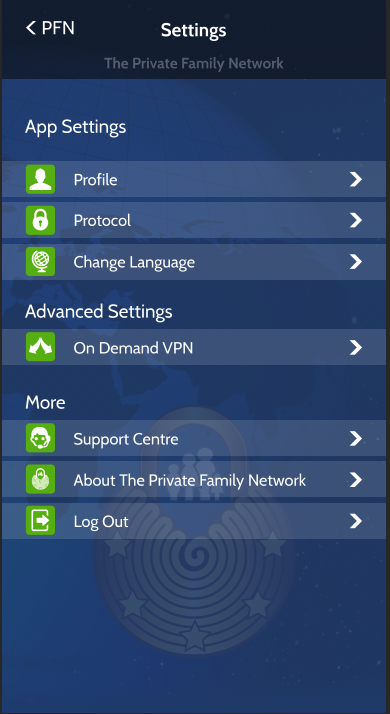 PFN
Settings
The Private Family Network
App Settings
Profile
Protocol
Change Language
Advanced Settings
On Demand VPN
More
Support Centre
About The Private Family Network
Log Out